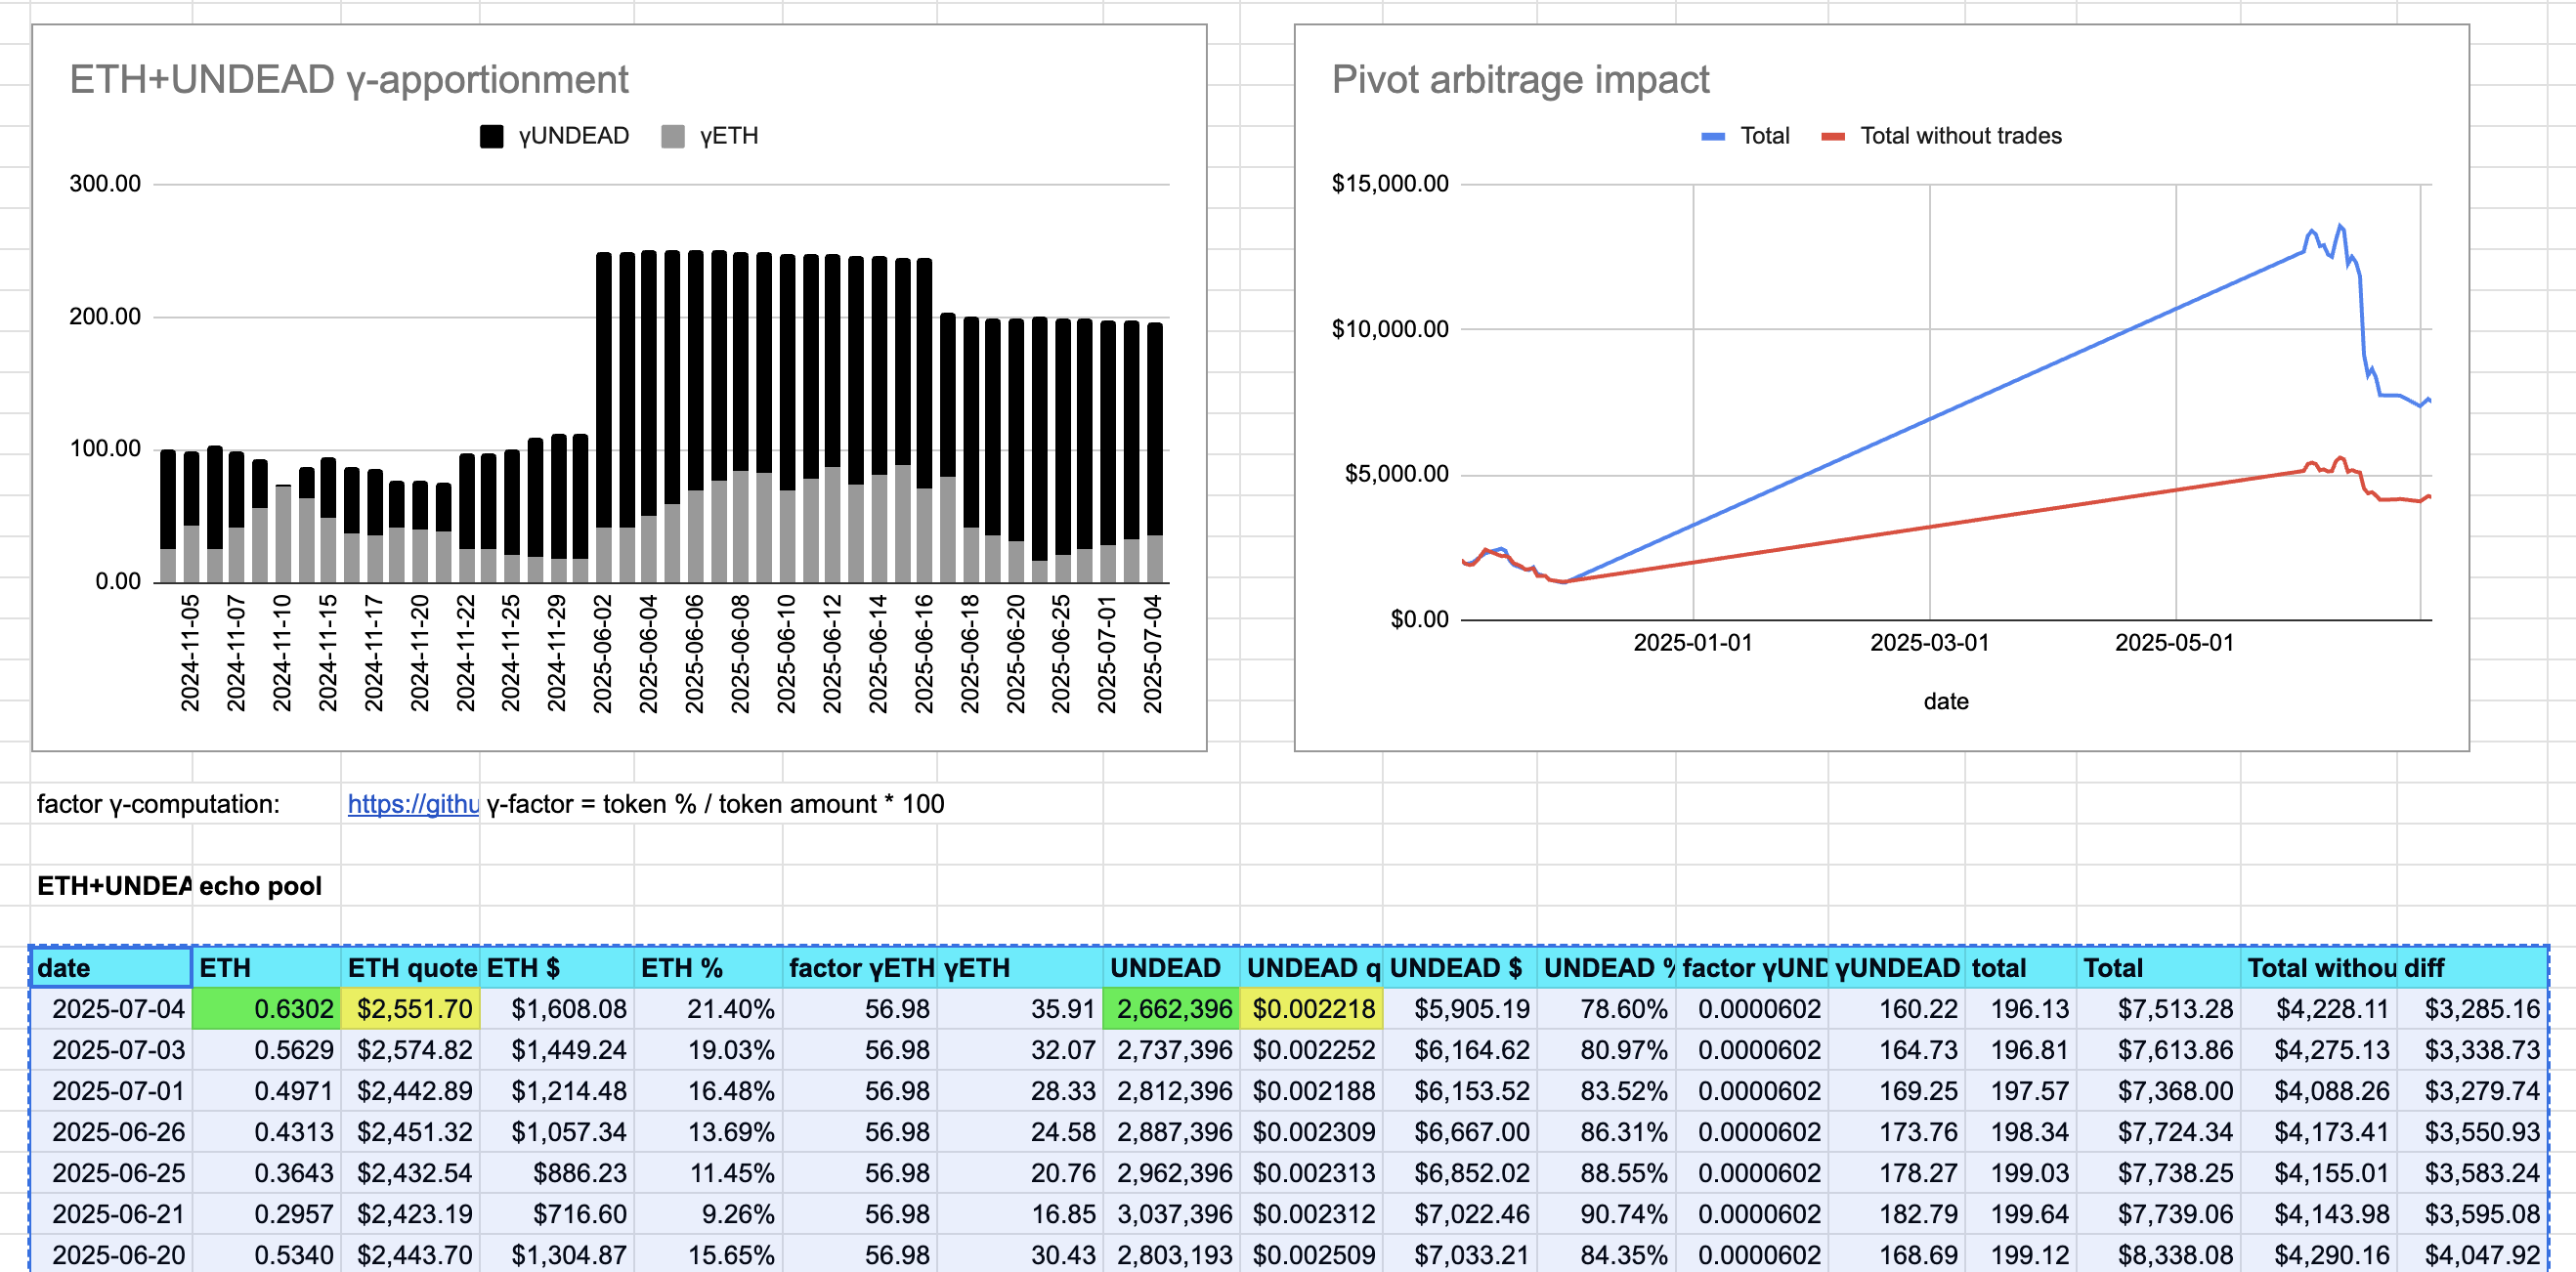 ETH+UNDEAD γ-apportionment
γUNDEAD γETH
300.00
200.00
100.00
0.00
2024-11-05 2024-11-07 2024-11-10 2024-11-15 2024-11-17 2024-11-20 2024-11-22 2024-11-25 2024-11-29 2025-06-02 2025-06-04 2025-06-06 2025-06-08 2025-06-10 2025-06-12 2025-06-14 2025-06-16 2025-06-18 2025-06-20 2025-06-25 2025-07-01 2025-07-04
Pivot arbitrage impact
Total Total without trades
$15,000.00
$10,000.00
$5,000.00
$0.00
2025-01-01 2025-03-01 2025-05-01
date
factor γ-computation: https://githu γ-factor = token % / token amount * 100
ETH+UNDEA echo pool
date ETH ETH quote ETH $ ETH % factor γETH γETH UNDEAD UNDEAD q UNDEAD $ UNDEAD % factor γUND γUNDEAD total Total Total withou diff
2025-07-04 0.6302 $2,551.70 $1,608.08 21.40% 56.98 35.91 2,662,396 $0.002218 $5,905.19 78.60% 0.0000602 160.22 196.13 $7,513.28 $4,228.11 $3,285.16
2025-07-03 0.5629 $2,574.82 $1,449.24 19.03% 56.98 32.07 2,737,396 $0.002252 $6,164.62 80.97% 0.0000602 164.73 196.81 $7,613.86 $4,275.13 $3,338.73
2025-07-01 0.4971 $2,442.89 $1,214.48 16.48% 56.98 28.33 2,812,396 $0.002188 $6,153.52 83.52% 0.0000602 169.25 197.57 $7,368.00 $4,088.26 $3,279.74
2025-06-26 0.4313 $2,451.32 $1,057.34 13.69% 56.98 24.58 2,887,396 $0.002309 $6,667.00 86.31% 0.0000602 173.76 198.34 $7,724.34 $4,173.41 $3,550.93
2025-06-25 0.3643 $2,432.54 $886.23 11.45% 56.98 20.76 2,962,396 $0.002313 $6,852.02 88.55% 0.0000602 178.27 199.03 $7,738.25 $4,155.01 $3,583.24
2025-06-21 0.2957 $2,423.19 $716.60 9.26% 56.98 16.85 3,037,396 $0.002312 $7,022.46 90.74% 0.0000602 182.79 199.64 $7,739.06 $4,143.98 $3,595.08
2025-06-20 0.5340 $2,443.70 $1,304.87 15.65% 56.98 30.43 2,803,193 $0.002509 $7,033.21 84.35% 0.0000602 168.69 199.12 $8,338.08 $4,290.16 $4,047.92